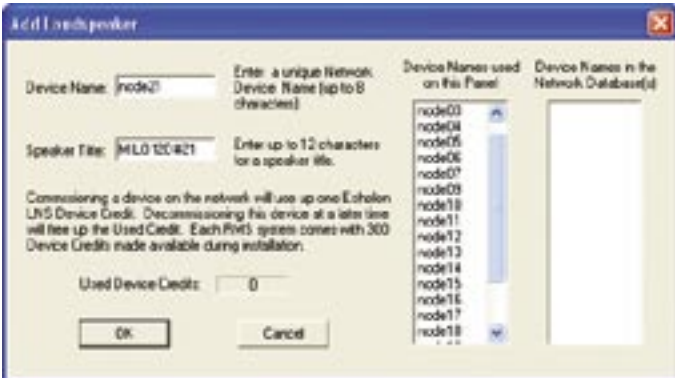 Add Loudspeaker
Device Name: node21
Enter a unique Network
Device Name (up to 8
characters)
Speaker Title: MILO120#21
Enter up to 12 characters
for a speaker title.
Commissioning a device on the network will use up one Echelon
LNS Device Credit. Decommissioning this device at a later time
will free up the Used Credit. Each RMS system comes with 300
Device Credits made available during installation.
Used Device Credits: 0
OK
Cancel
Device Names used
on this Panel
node03
node04
node05
node06
node07
node09
node10
node11
node12
node13
node14
node15
node16
node17
node18
Device Names in the
Network Database(s)